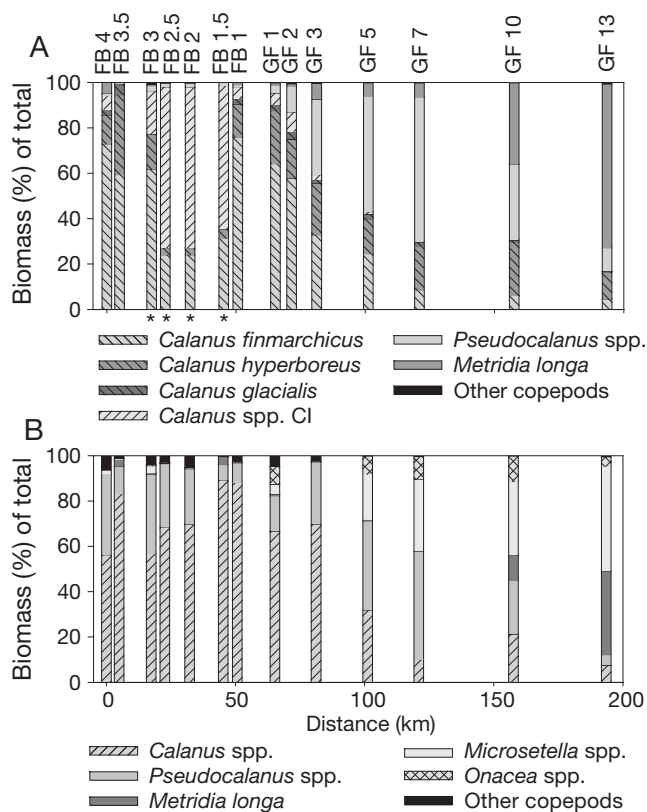 FB 4
FB 3.5
FB 3
FB 2.5
FB 2
FB 1.5
FB 1
GF 1
GF 2
GF 3
GF 5
GF 7
GF 10
GF 13
A
Biomass (%) of total
100
80
60
40
20
0
* * * *
Calanus finmarchicus
Calanus hyperboreus
Calanus glacialis
Calanus spp. CI
Pseudocalanus spp.
Metridia longa
Other copepods
B
Biomass (%) of total
100
80
60
40
20
0
0 50 100 150 200
Distance (km)
Calanus spp.
Pseudocalanus spp.
Metridia longa
Microsetella spp.
Onacea spp.
Other copepods